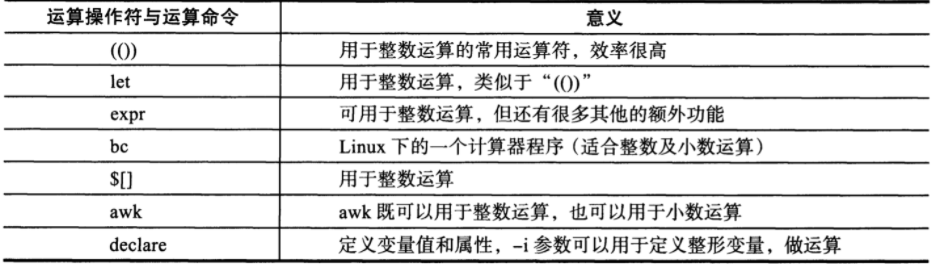 运算操作符与运算命令 意义
(()) 用于整数运算的常用运算符，效率很高
let 用于整数运算，类似于“(())”
expr 可用于整数运算，但还有很多其他的额外功能
bc Linux 下的一个计算器程序（适合整数及小数运算）
$[] 用于整数运算
awk awk 既可以用于整数运算，也可以用于小数运算
declare 定义变量值和属性，-i 参数可以用于定义整形变量，做运算